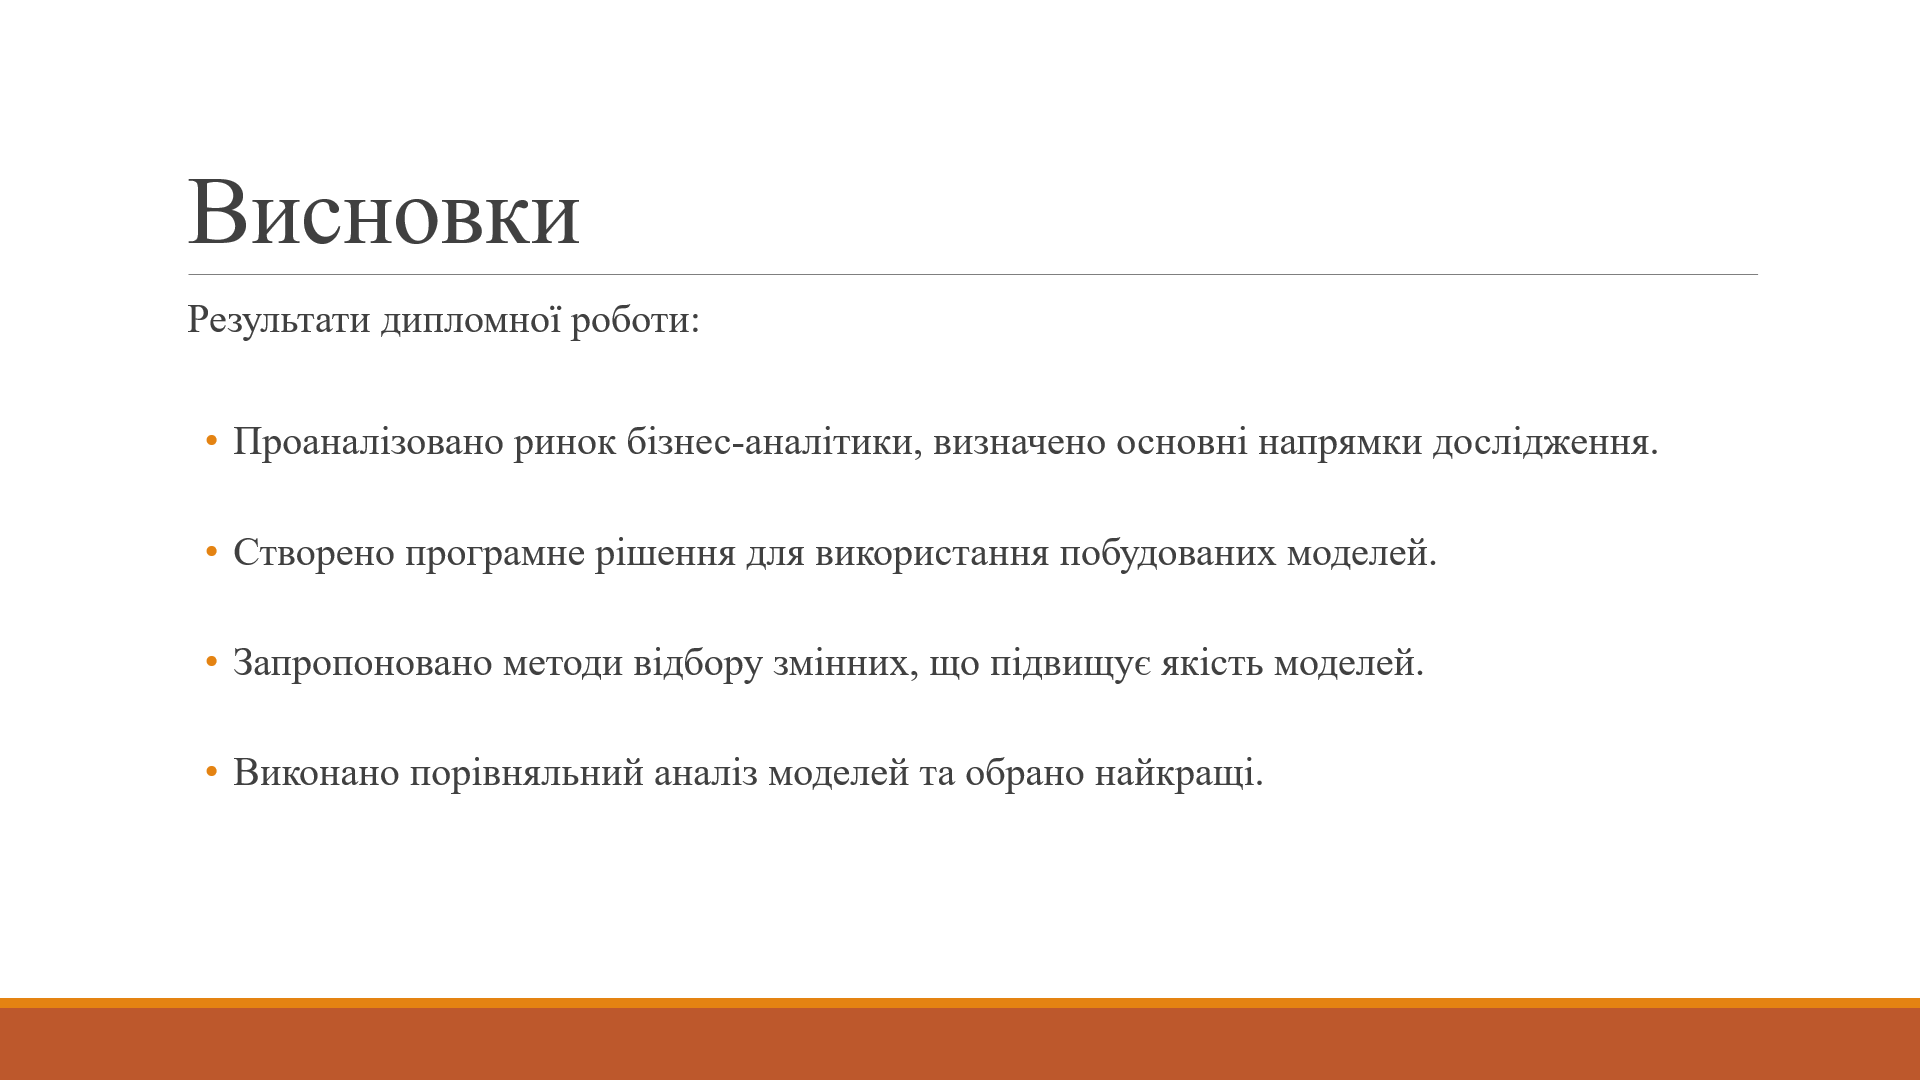 Висновки
Результати дипломної роботи:
• Проаналізовано ринок бізнес-аналітики, визначено основні напрямки дослідження.
• Створено програмне рішення для використання побудованих моделей.
• Запропоновано методи відбору змінних, що підвищує якість моделей.
• Виконано порівняльний аналіз моделей та обрано найкращі.